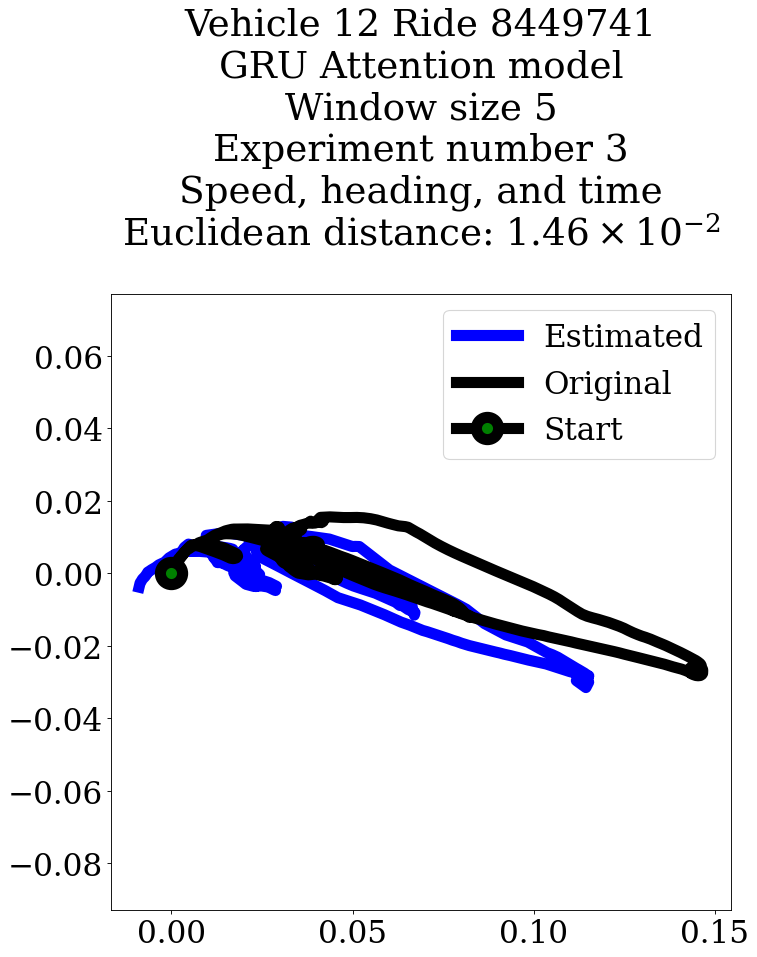 Vehicle 12 Ride 8449741
GRU Attention model
Window size 5
Experiment number 3
Speed, heading, and time
Euclidean distance: 1.46 × 10⁻²
Estimated
Original
Start
0.06
0.04
0.02
0.00
−0.02
−0.04
−0.06
−0.08
0.00 0.05 0.10 0.15